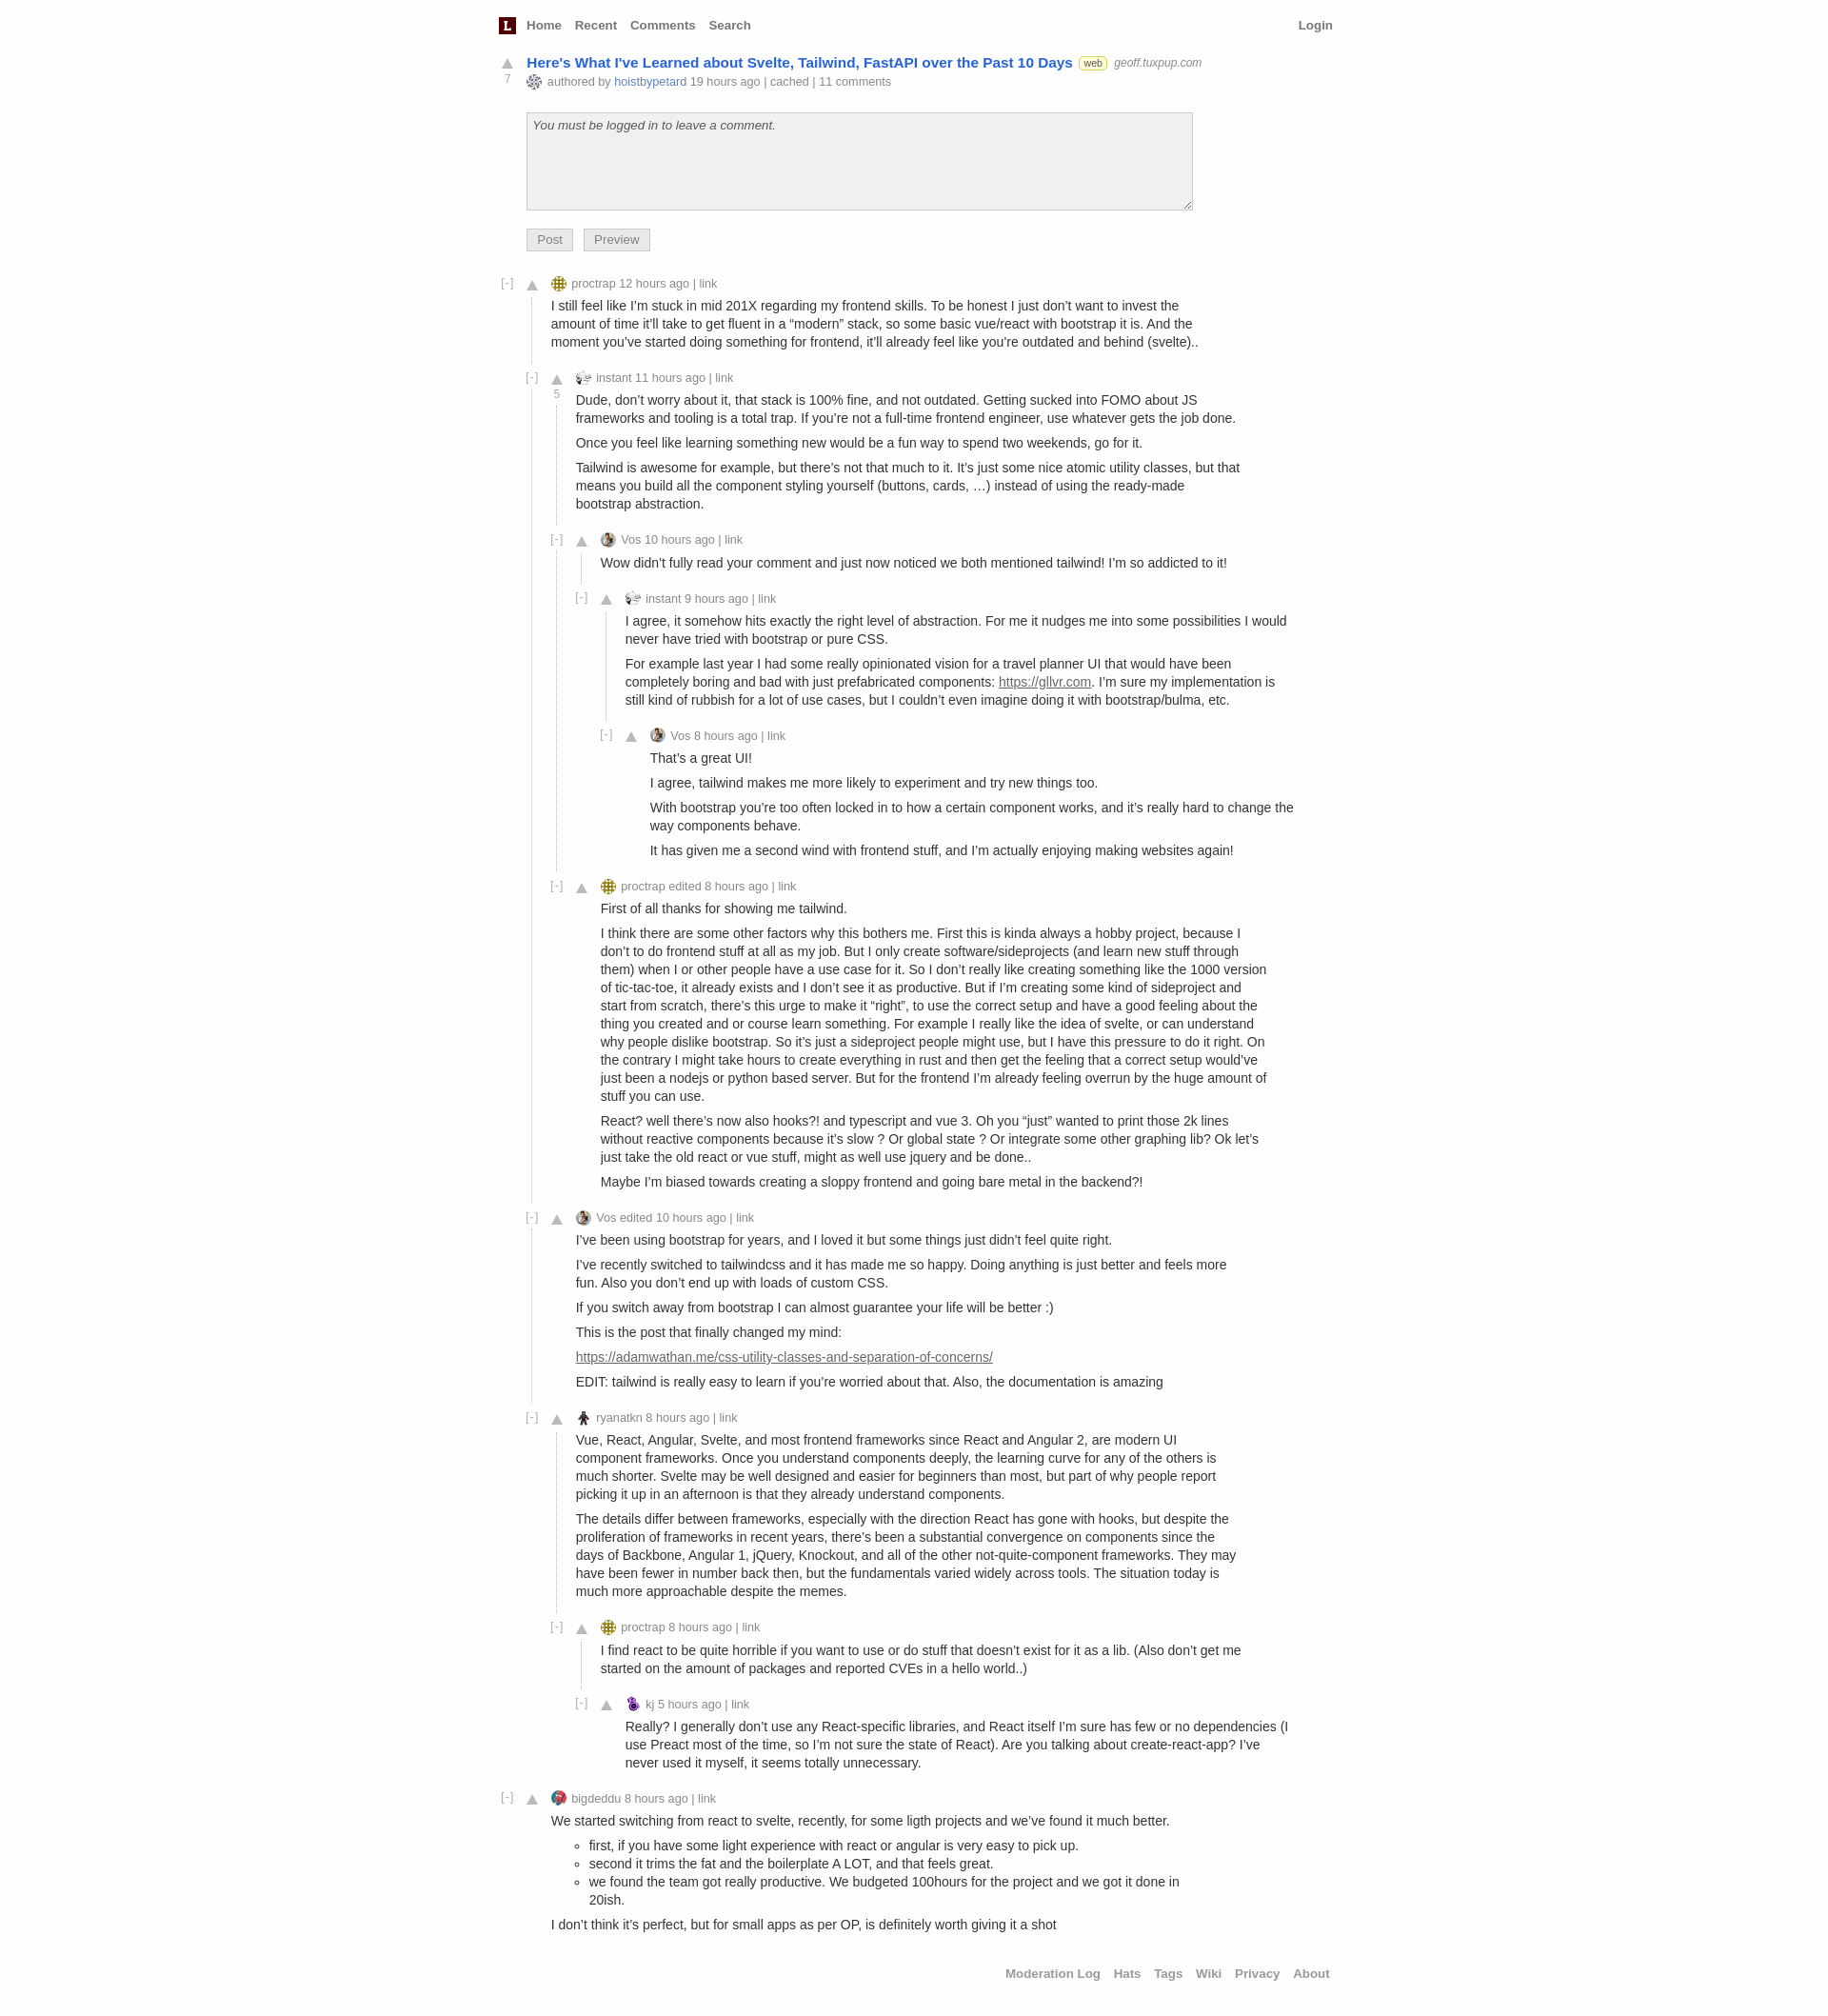 L Home Recent Comments Search Login
Here's What I've Learned about Svelte, Tailwind, FastAPI over the Past 10 Days web geoff.tuxpup.com
7 authored by hoistbypetard 19 hours ago | cached | 11 comments
You must be logged in to leave a comment.
Post Preview
[-] proctrap 12 hours ago | link
I still feel like I’m stuck in mid 201X regarding my frontend skills. To be honest I just don’t want to invest the
amount of time it’ll take to get fluent in a “modern” stack, so some basic vue/react with bootstrap it is. And the
moment you’ve started doing something for frontend, it’ll already feel like you’re outdated and behind (svelte)..
[-] instant 11 hours ago | link
5
Dude, don’t worry about it, that stack is 100% fine, and not outdated. Getting sucked into FOMO about JS
frameworks and tooling is a total trap. If you’re not a full-time frontend engineer, use whatever gets the job done.
Once you feel like learning something new would be a fun way to spend two weekends, go for it.
Tailwind is awesome for example, but there’s not that much to it. It’s just some nice atomic utility classes, but that
means you build all the component styling yourself (buttons, cards, …) instead of using the ready-made
bootstrap abstraction.
[-] Vos 10 hours ago | link
Wow didn’t fully read your comment and just now noticed we both mentioned tailwind! I’m so addicted to it!
[-] instant 9 hours ago | link
I agree, it somehow hits exactly the right level of abstraction. For me it nudges me into some possibilities I would
never have tried with bootstrap or pure CSS.
For example last year I had some really opinionated vision for a travel planner UI that would have been
completely boring and bad with just prefabricated components: https://gllvr.com. I’m sure my implementation is
still kind of rubbish for a lot of use cases, but I couldn’t even imagine doing it with bootstrap/bulma, etc.
[-] Vos 8 hours ago | link
That’s a great UI!
I agree, tailwind makes me more likely to experiment and try new things too.
With bootstrap you’re too often locked in to how a certain component works, and it’s really hard to change the
way components behave.
It has given me a second wind with frontend stuff, and I’m actually enjoying making websites again!
[-] proctrap edited 8 hours ago | link
First of all thanks for showing me tailwind.
I think there are some other factors why this bothers me. First this is kinda always a hobby project, because I
don’t to do frontend stuff at all as my job. But I only create software/sideprojects (and learn new stuff through
them) when I or other people have a use case for it. So I don’t really like creating something like the 1000 version
of tic-tac-toe, it already exists and I don’t see it as productive. But if I’m creating some kind of sideproject and
start from scratch, there’s this urge to make it “right”, to use the correct setup and have a good feeling about the
thing you created and or course learn something. For example I really like the idea of svelte, or can understand
why people dislike bootstrap. So it’s just a sideproject people might use, but I have this pressure to do it right. On
the contrary I might take hours to create everything in rust and then get the feeling that a correct setup would’ve
just been a nodejs or python based server. But for the frontend I’m already feeling overrun by the huge amount of
stuff you can use.
React? well there’s now also hooks?! and typescript and vue 3. Oh you “just” wanted to print those 2k lines
without reactive components because it’s slow ? Or global state ? Or integrate some other graphing lib? Ok let’s
just take the old react or vue stuff, might as well use jquery and be done..
Maybe I’m biased towards creating a sloppy frontend and going bare metal in the backend?!
[-] Vos edited 10 hours ago | link
I’ve been using bootstrap for years, and I loved it but some things just didn’t feel quite right.
I’ve recently switched to tailwindcss and it has made me so happy. Doing anything is just better and feels more
fun. Also you don’t end up with loads of custom CSS.
If you switch away from bootstrap I can almost guarantee your life will be better :)
This is the post that finally changed my mind:
https://adamwathan.me/css-utility-classes-and-separation-of-concerns/
EDIT: tailwind is really easy to learn if you’re worried about that. Also, the documentation is amazing
[-] ryanatkn 8 hours ago | link
Vue, React, Angular, Svelte, and most frontend frameworks since React and Angular 2, are modern UI
component frameworks. Once you understand components deeply, the learning curve for any of the others is
much shorter. Svelte may be well designed and easier for beginners than most, but part of why people report
picking it up in an afternoon is that they already understand components.
The details differ between frameworks, especially with the direction React has gone with hooks, but despite the
proliferation of frameworks in recent years, there’s been a substantial convergence on components since the
days of Backbone, Angular 1, jQuery, Knockout, and all of the other not-quite-component frameworks. They may
have been fewer in number back then, but the fundamentals varied widely across tools. The situation today is
much more approachable despite the memes.
[-] proctrap 8 hours ago | link
I find react to be quite horrible if you want to use or do stuff that doesn’t exist for it as a lib. (Also don’t get me
started on the amount of packages and reported CVEs in a hello world..)
[-] kj 5 hours ago | link
Really? I generally don’t use any React-specific libraries, and React itself I’m sure has few or no dependencies (I
use Preact most of the time, so I’m not sure the state of React). Are you talking about create-react-app? I’ve
never used it myself, it seems totally unnecessary.
[-] bigdeddu 8 hours ago | link
We started switching from react to svelte, recently, for some ligth projects and we’ve found it much better.
first, if you have some light experience with react or angular is very easy to pick up.
second it trims the fat and the boilerplate A LOT, and that feels great.
we found the team got really productive. We budgeted 100hours for the project and we got it done in
20ish.
I don’t think it’s perfect, but for small apps as per OP, is definitely worth giving it a shot
Moderation Log Hats Tags Wiki Privacy About